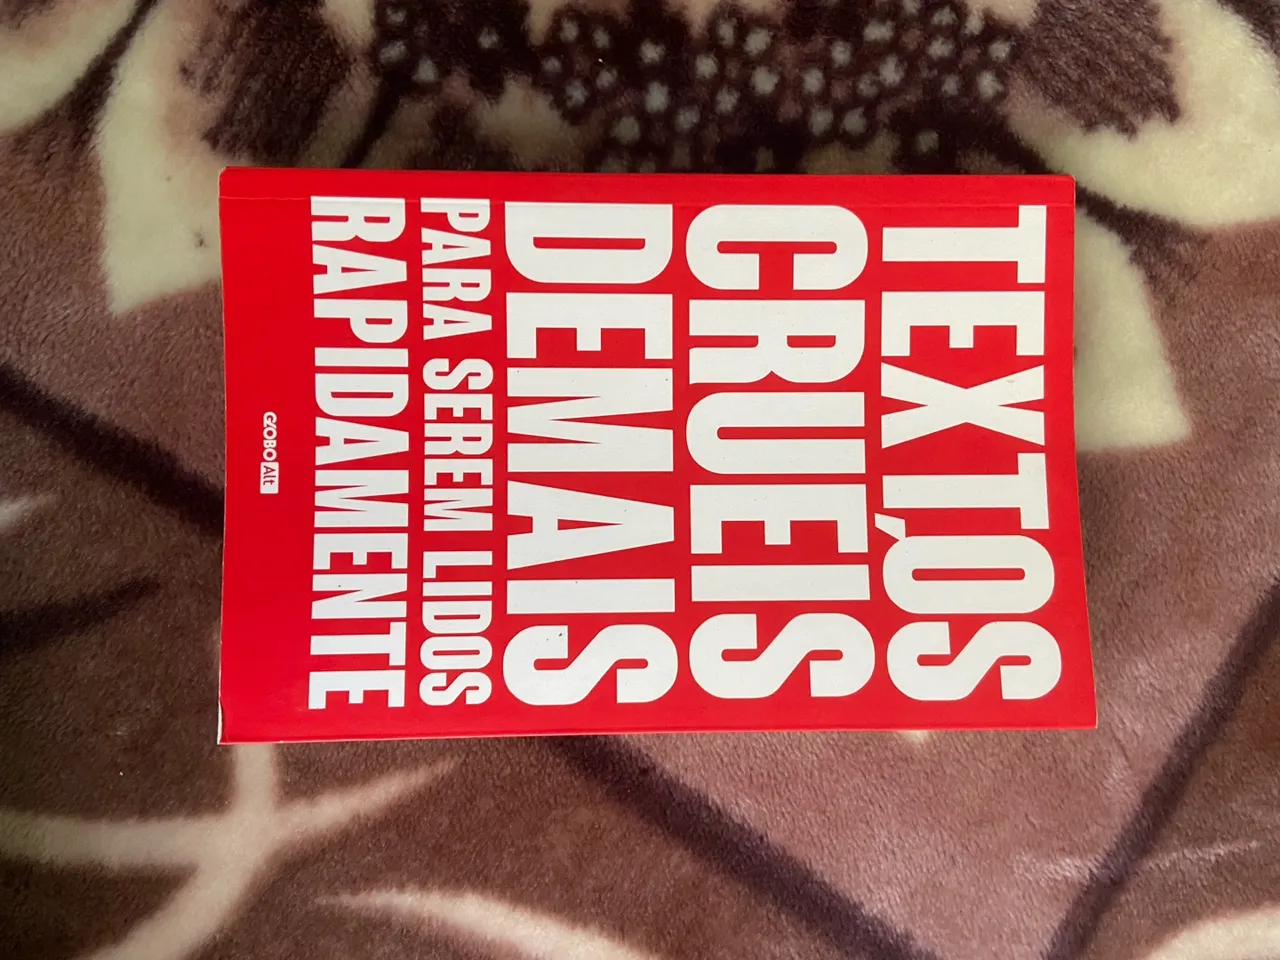 TEXTOS
CRUÉIS
DEMAIS
PARA SEREM LIDOS
RAPIDAMENTE
GLOBO Alt